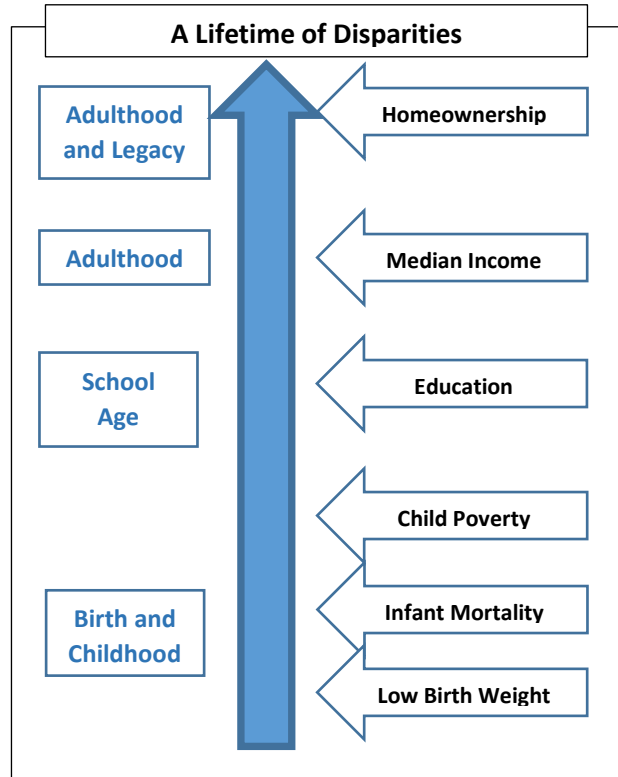 A Lifetime of Disparities
Adulthood
and Legacy
Homeownership
Adulthood
Median Income
School
Age
Education
Child Poverty
Birth and
Childhood
Infant Mortality
Low Birth Weight